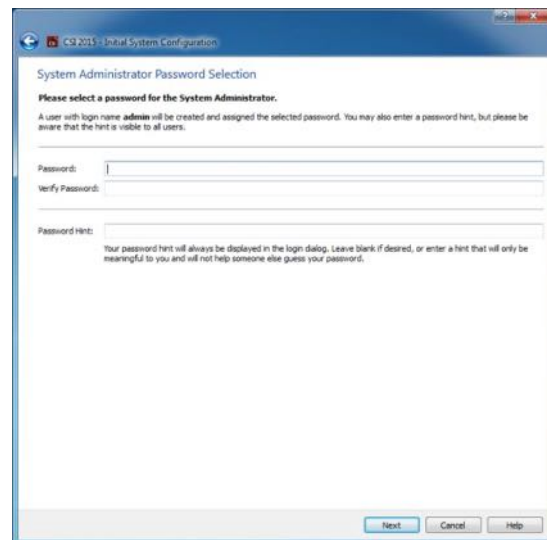 CSI 2015 - Initial System Configuration
System Administrator Password Selection
Please select a password for the System Administrator.
A user with login name admin will be created and assigned the selected password. You may also enter a password hint, but please be
aware that the hint is visible to all users.
Password:
Verify Password:
Password Hint:
Your password hint will always be displayed in the login dialog. Leave blank if desired, or enter a hint that will only be
meaningful to you and will not help someone else guess your password.
Next Cancel Help